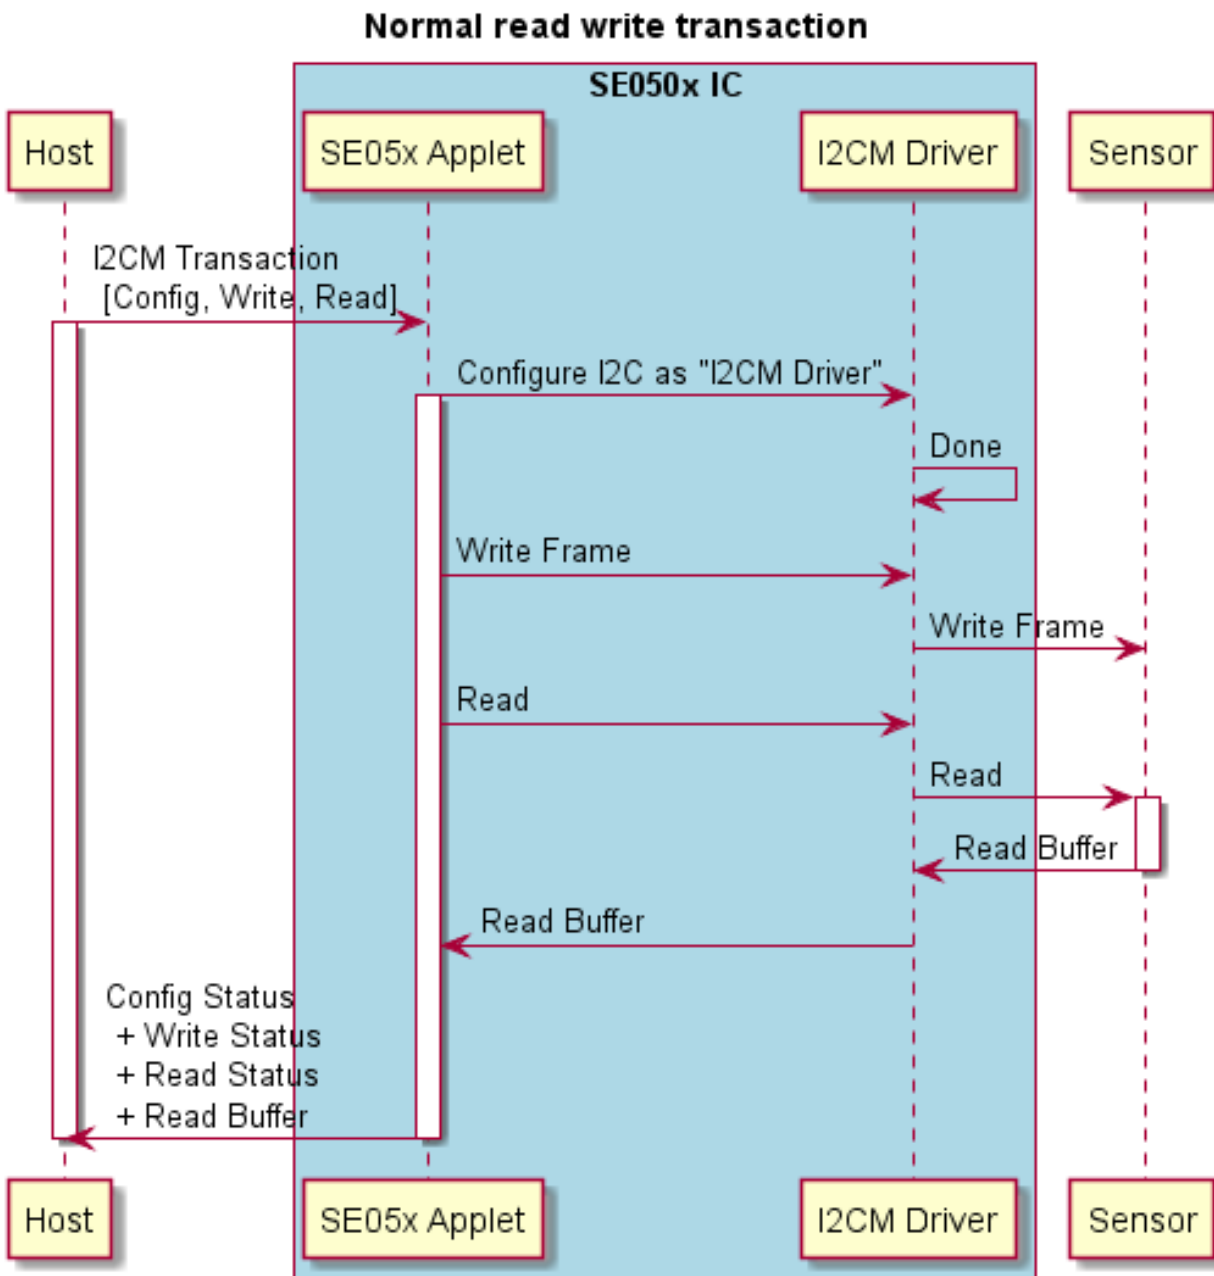 Normal read write transaction
SE050x IC
Host
SE05x Applet
I2CM Driver
Sensor
I2CM Transaction
[Config, Write, Read]
Configure I2C as "I2CM Driver"
Done
Write Frame
Write Frame
Read
Read
Read Buffer
Read Buffer
Config Status
+ Write Status
+ Read Status
+ Read Buffer
Host
SE05x Applet
I2CM Driver
Sensor